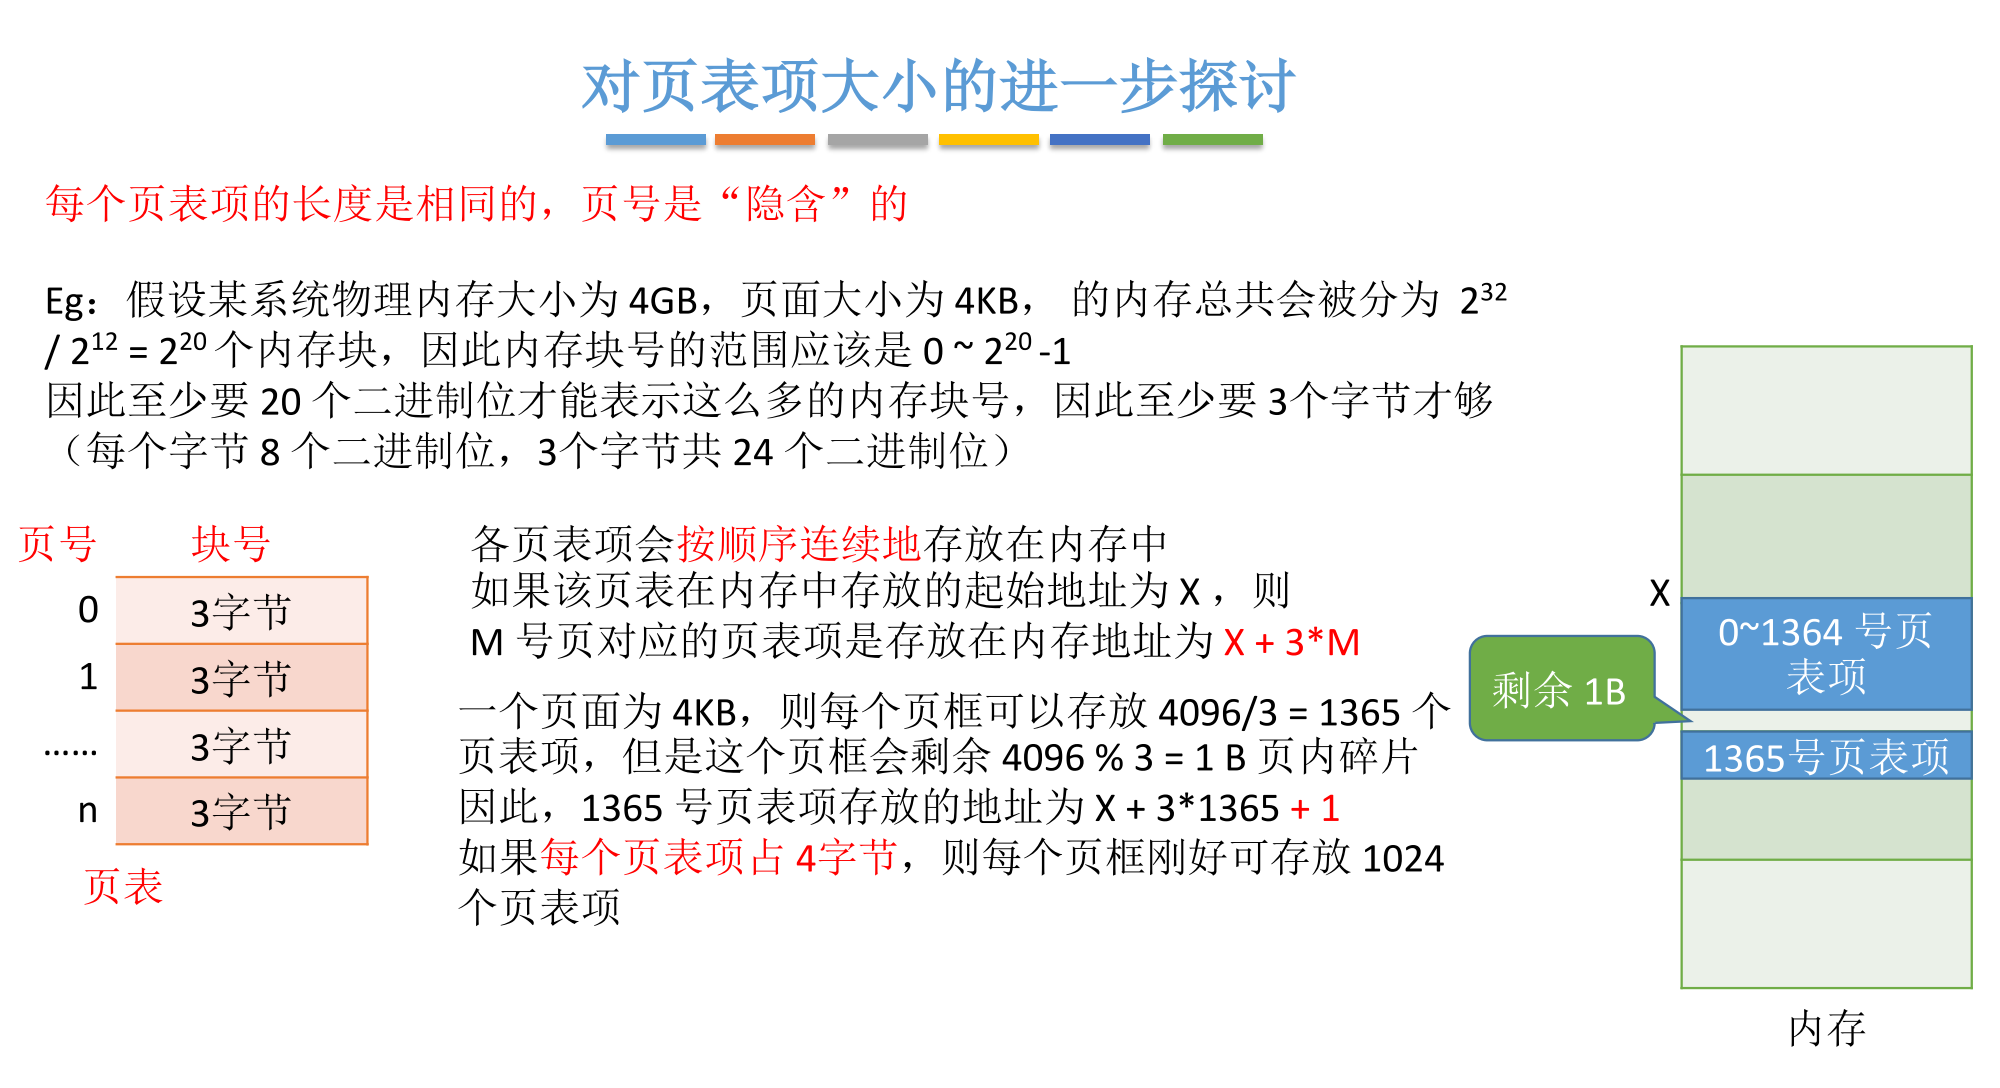 对页表项大小的进一步探讨
每个页表项的长度是相同的，页号是“隐含”的
Eg：假设某系统物理内存大小为 4GB，页面大小为 4KB， 的内存总共会被分为 2³²
/ 2¹² = 2²⁰ 个内存块，因此内存块号的范围应该是 0 ~ 2²⁰ -1
因此至少要 20 个二进制位才能表示这么多的内存块号，因此至少要 3个字节才够
（每个字节 8 个二进制位，3个字节共 24 个二进制位）
页号 块号
0 3字节
1 3字节
…… 3字节
n 3字节
页表
各页表项会按顺序连续地存放在内存中
如果该页表在内存中存放的起始地址为 X ，则
M 号页对应的页表项是存放在内存地址为 X + 3*M
一个页面为 4KB，则每个页框可以存放 4096/3 = 1365 个
页表项，但是这个页框会剩余 4096 % 3 = 1 B 页内碎片
因此，1365 号页表项存放的地址为 X + 3*1365 + 1
如果每个页表项占 4字节，则每个页框刚好可存放 1024
个页表项
X
0~1364 号页
表项
剩余 1B
1365号页表项
内存